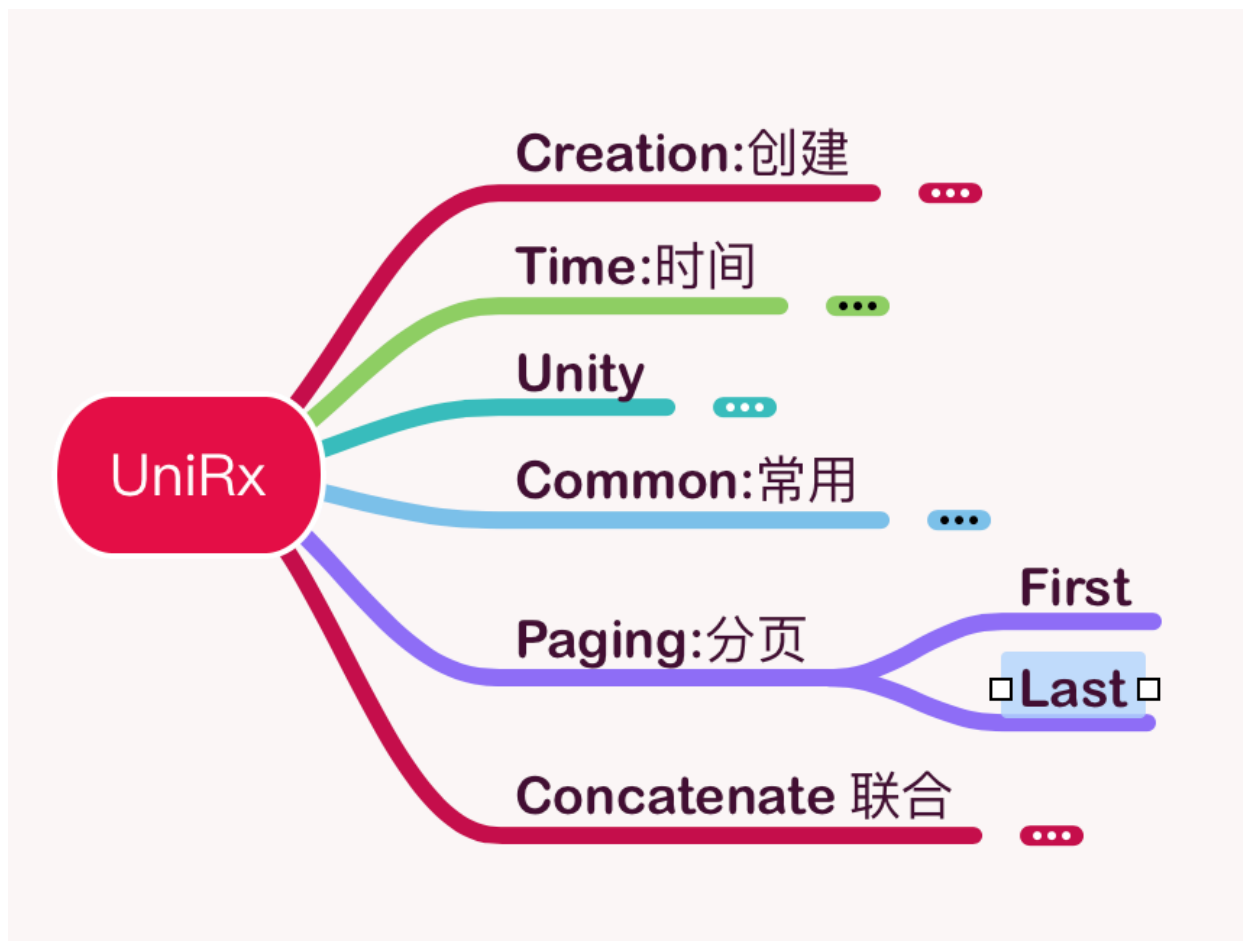 Creation:创建
Time:时间
Unity
UniRx
Common:常用
First
Paging:分页
Last
Concatenate 联合